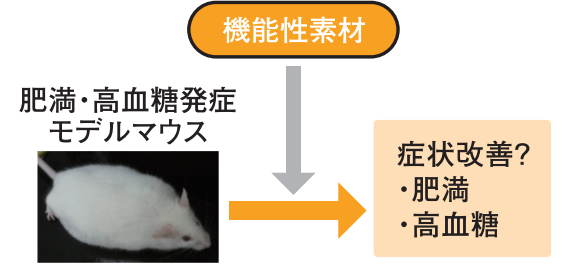 機能性素材
肥満・高血糖発症
モデルマウス
症状改善?
・肥満
・高血糖